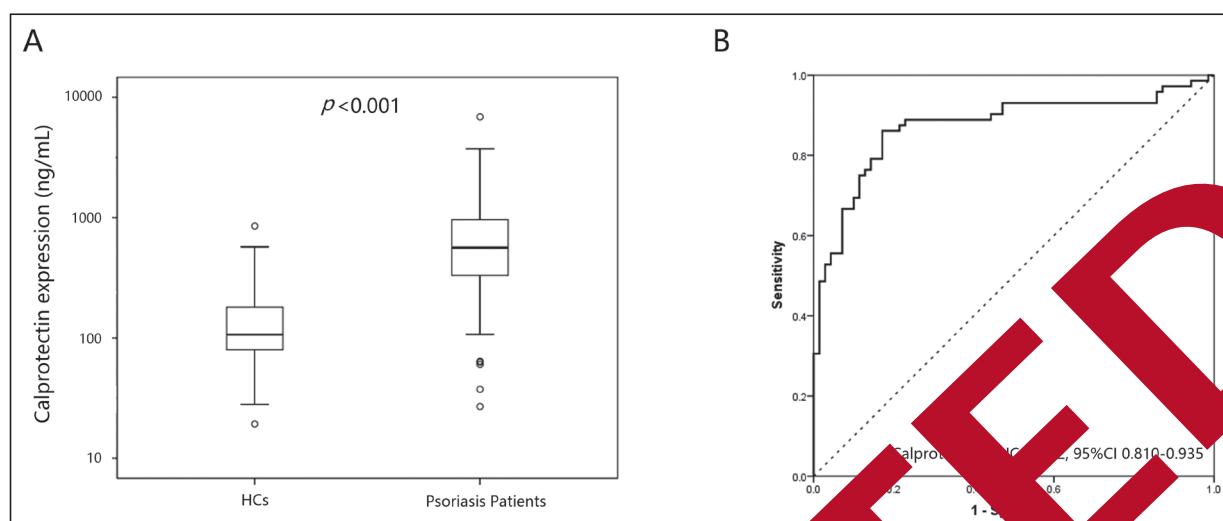 A
B
p<0.001
Calprotectin expression (ng/mL)
10000
1000
100
10
HCs
Psoriasis Patients
Sensitivity
1.0
0.8
0.6
0.4
0.2
0.0
95%CI 0.810-0.935
0.0
0.6
1.0
1 -